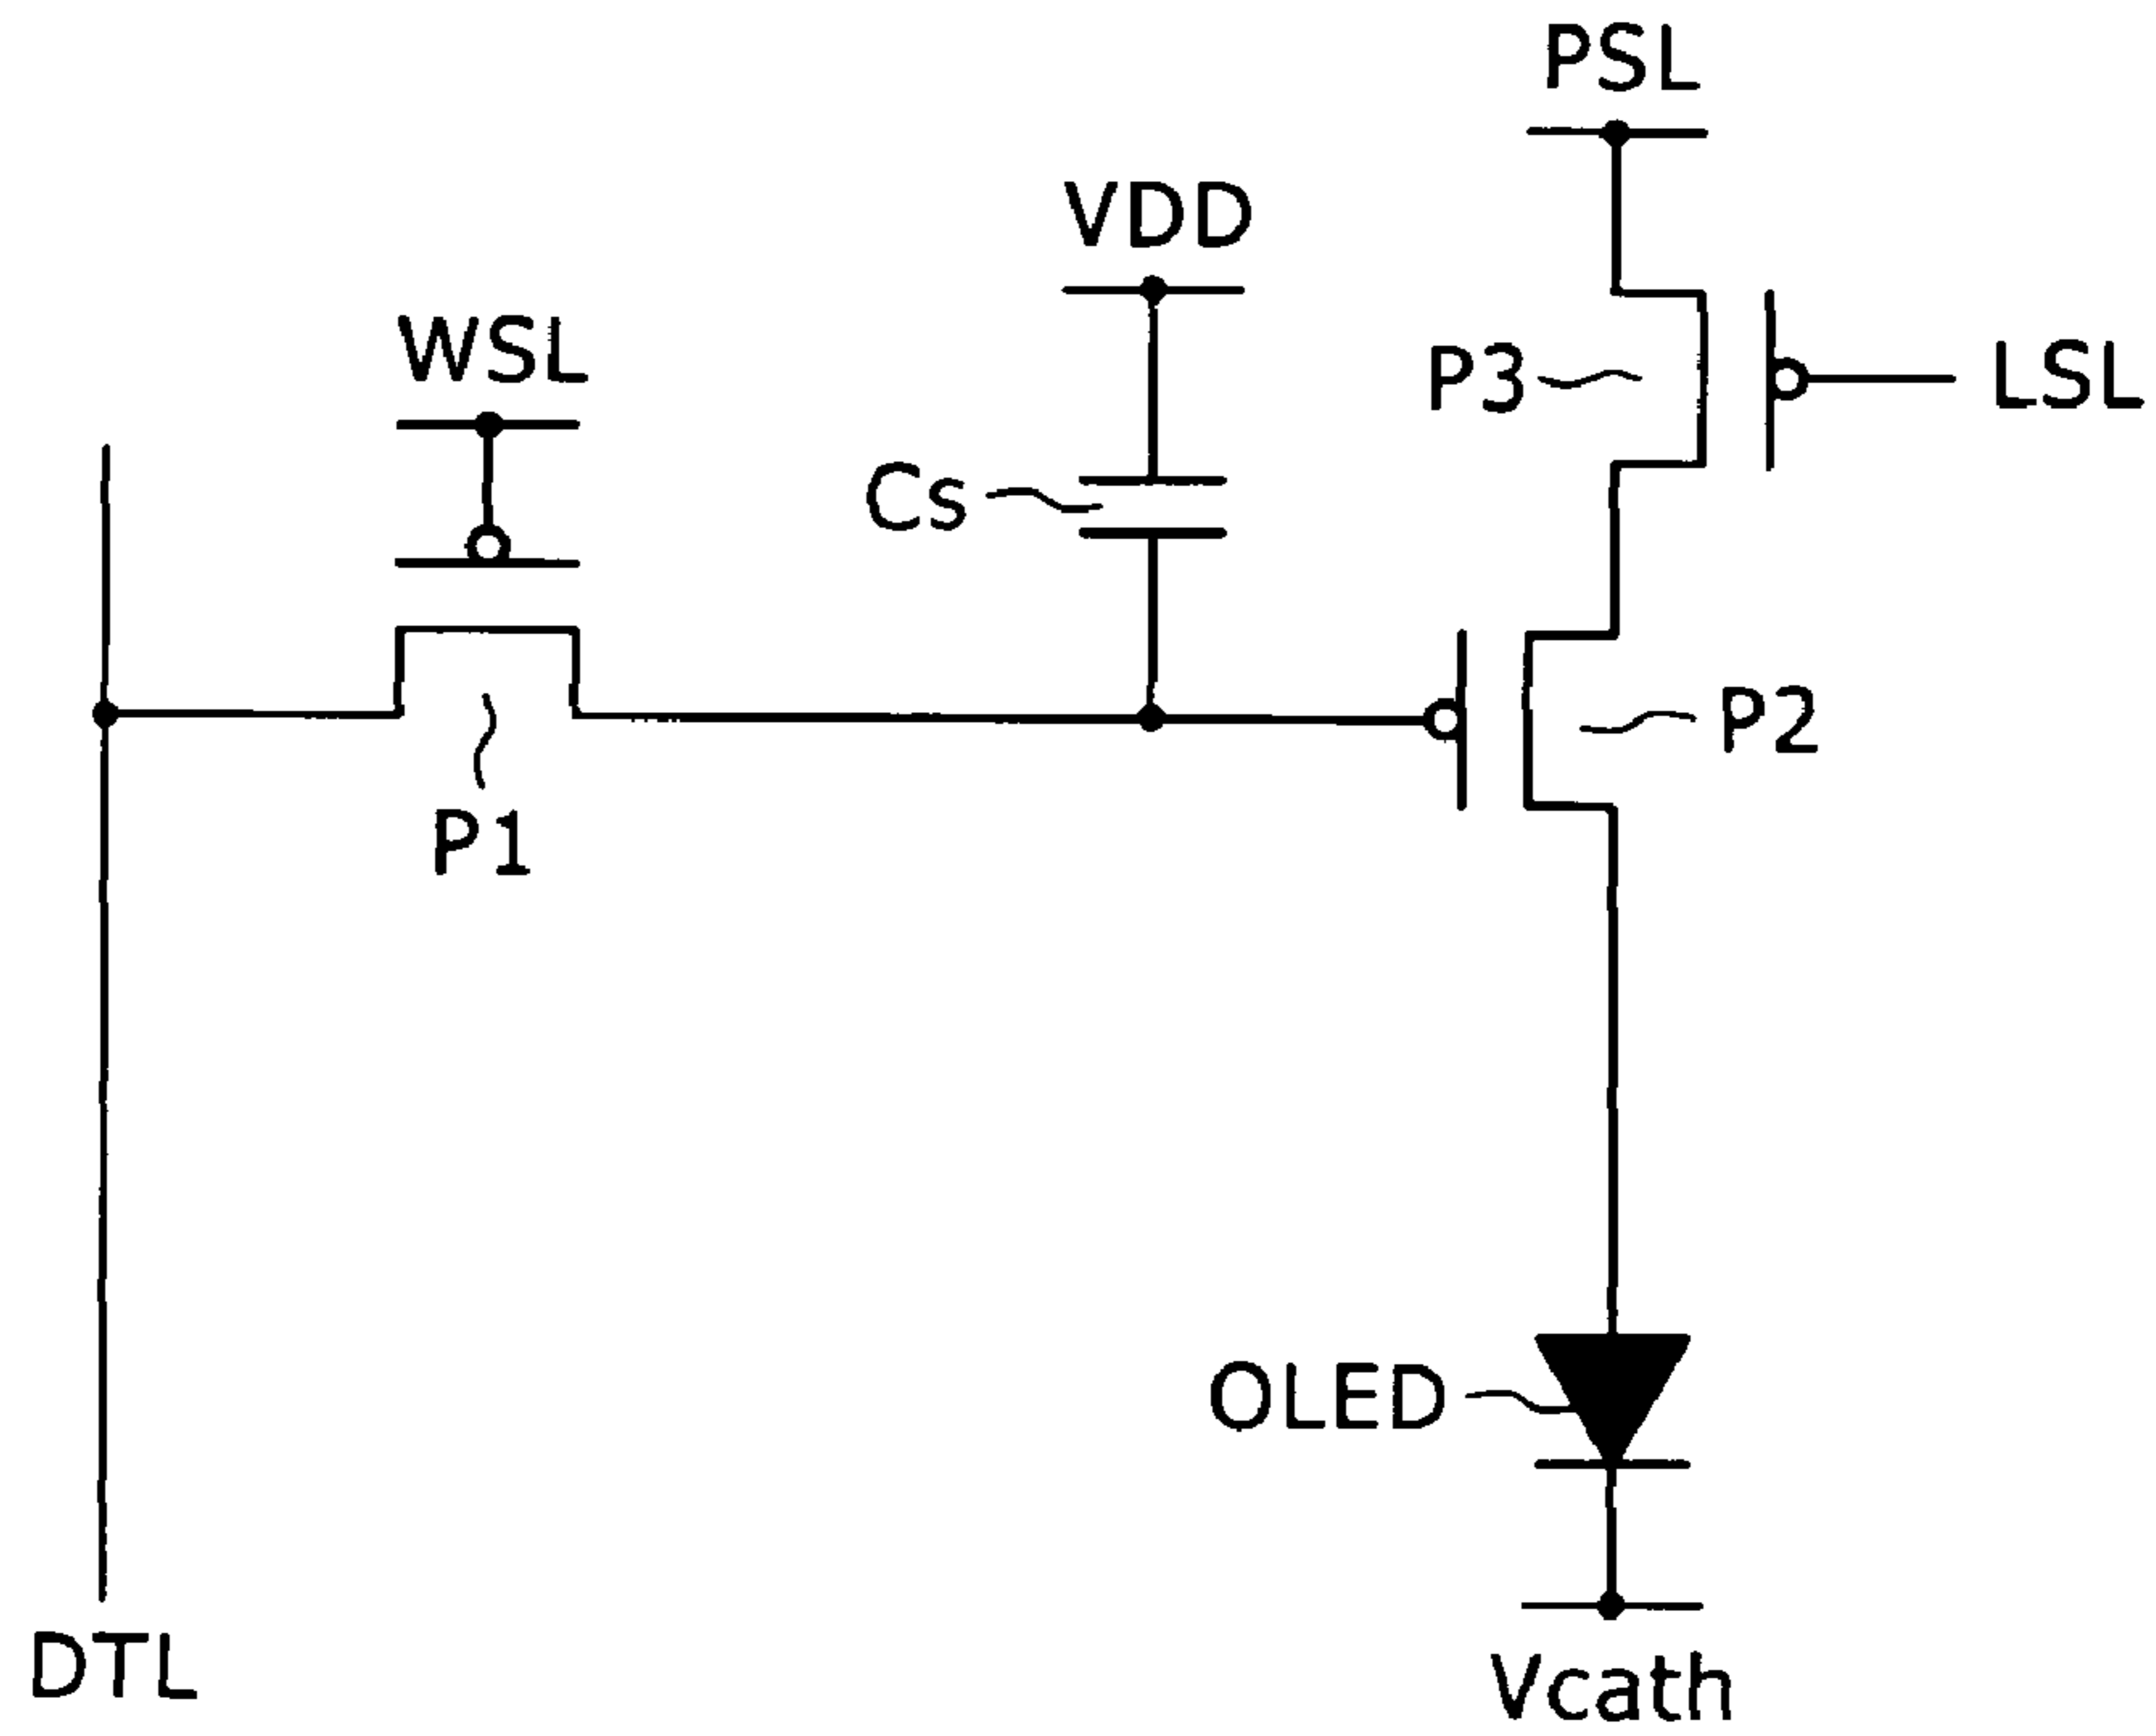 PSL
VDD
WSL
P3
LSL
Cs
P2
P1
OLED
DTL
Vcath